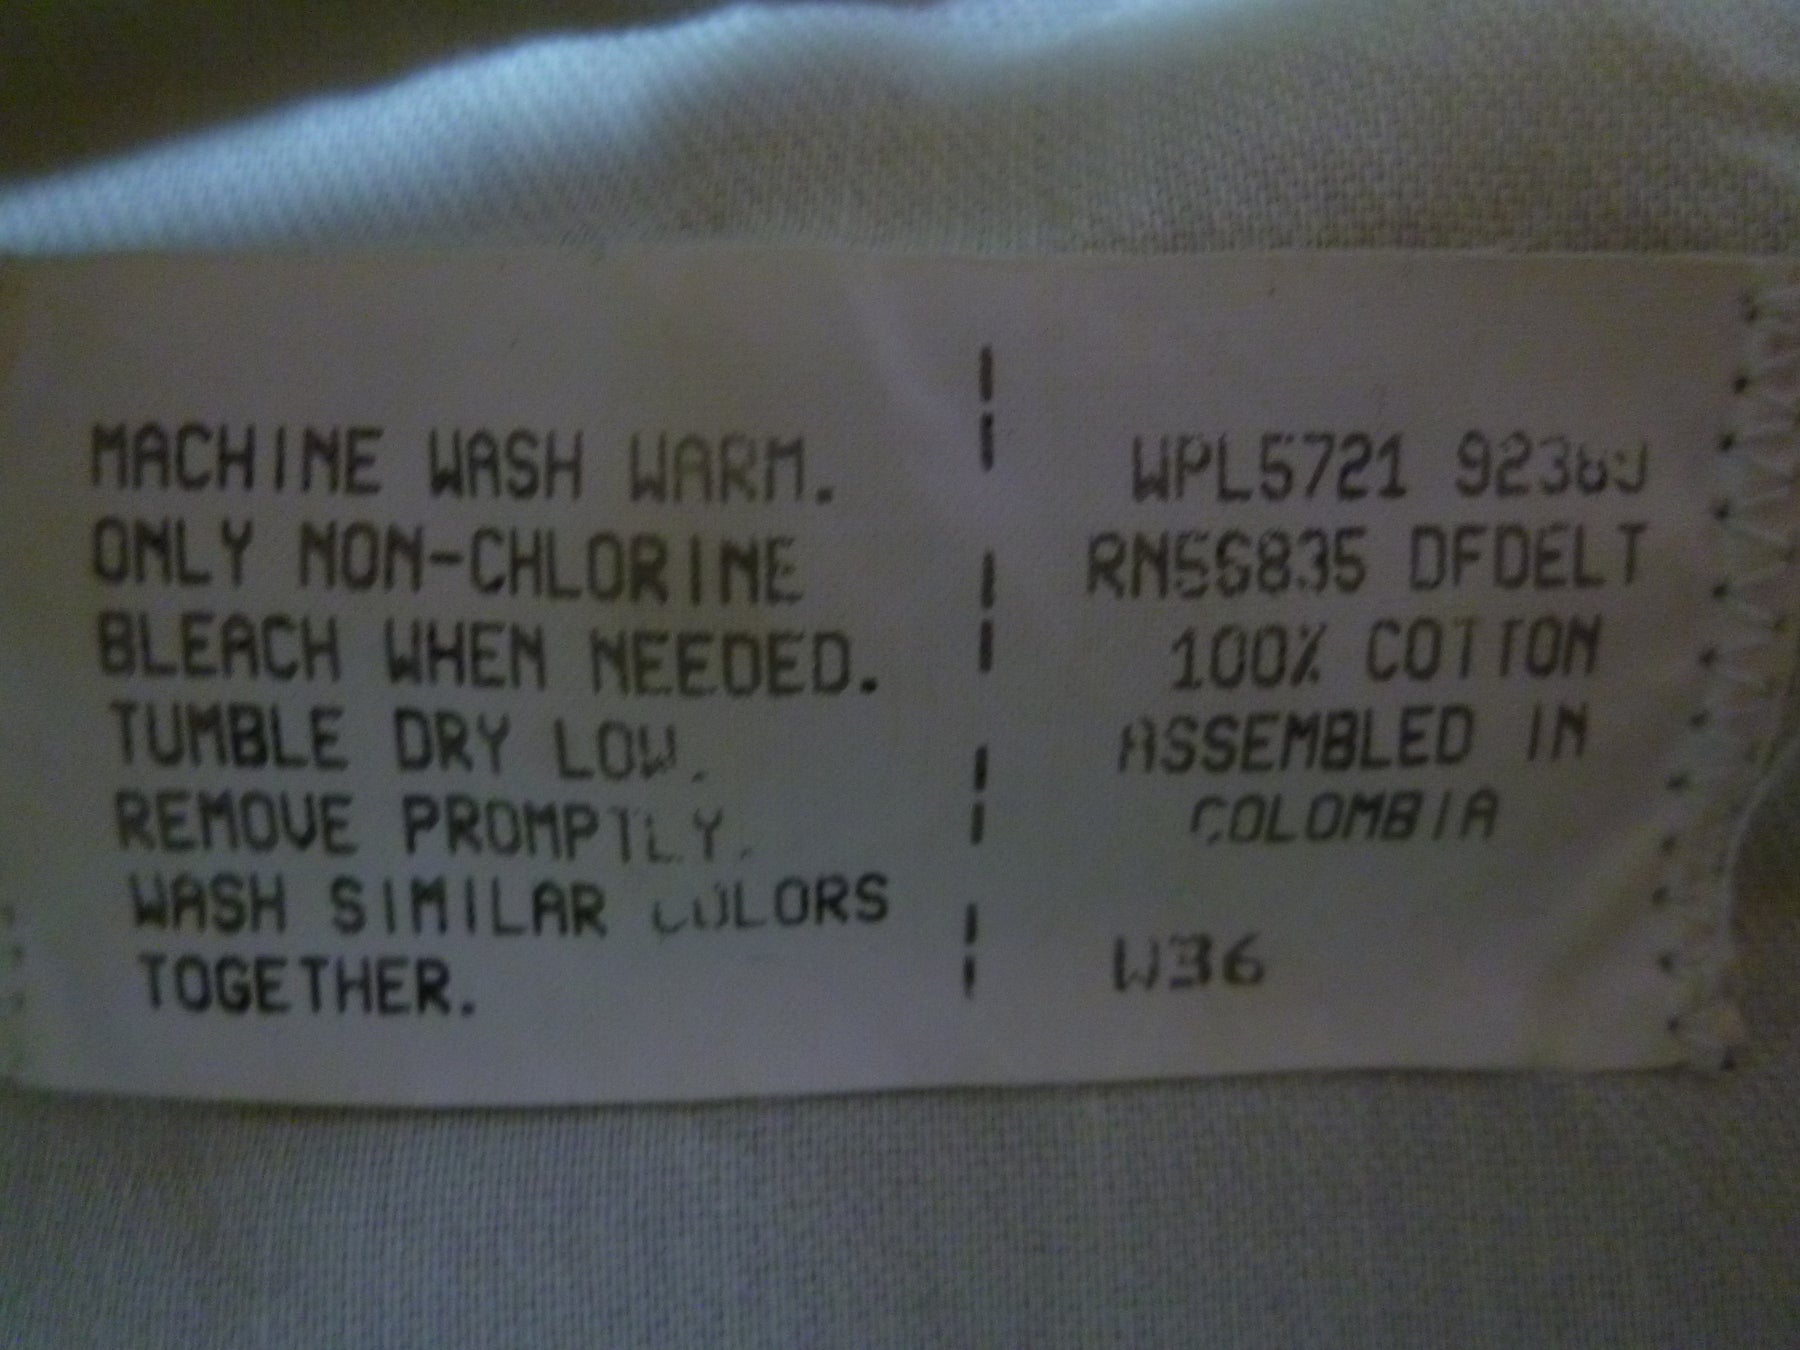 MACHINE WASH WARM.
ONLY NON-CHLORINE
BLEACH WHEN NEEDED.
TUMBLE DRY LOW.
REMOVE PROMPTLY.
WASH SIMILAR COLORS
TOGETHER.
WPL5721
RN56835 DFDELT
100% COTTON
ASSEMBLED IN
COLOMBIA
W36